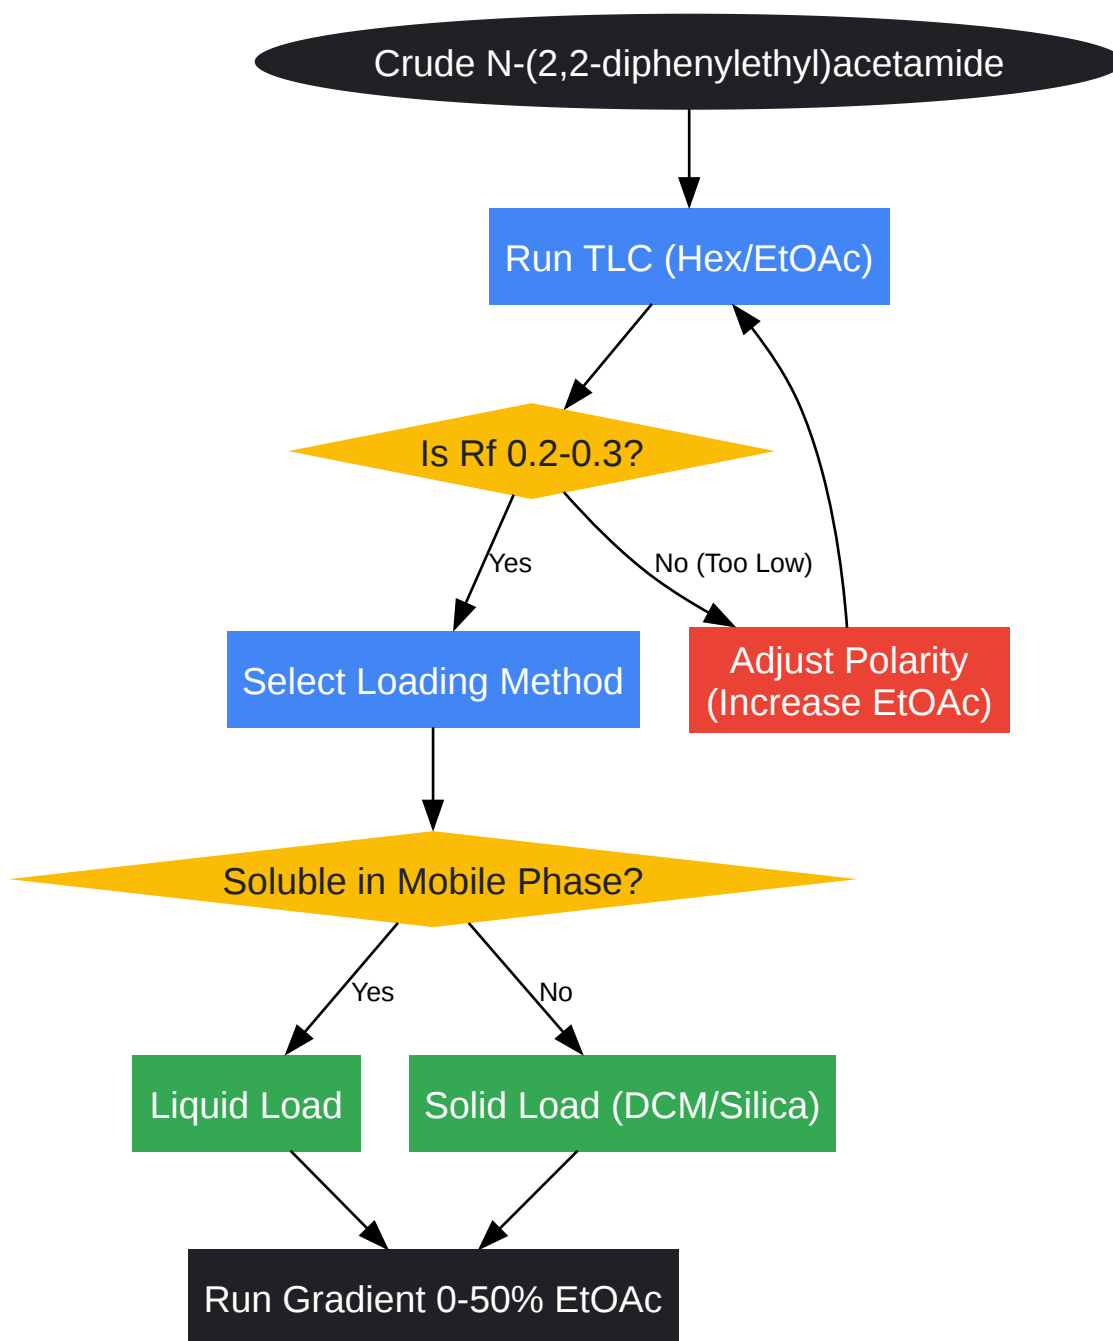 Crude N-(2,2-diphenylethyl)acetamide
Run TLC (Hex/EtOAc)
Is Rf 0.2-0.3?
Yes
No (Too Low)
Select Loading Method
Adjust Polarity
(Increase EtOAc)
Soluble in Mobile Phase?
Yes
No
Liquid Load
Solid Load (DCM/Silica)
Run Gradient 0-50% EtOAc